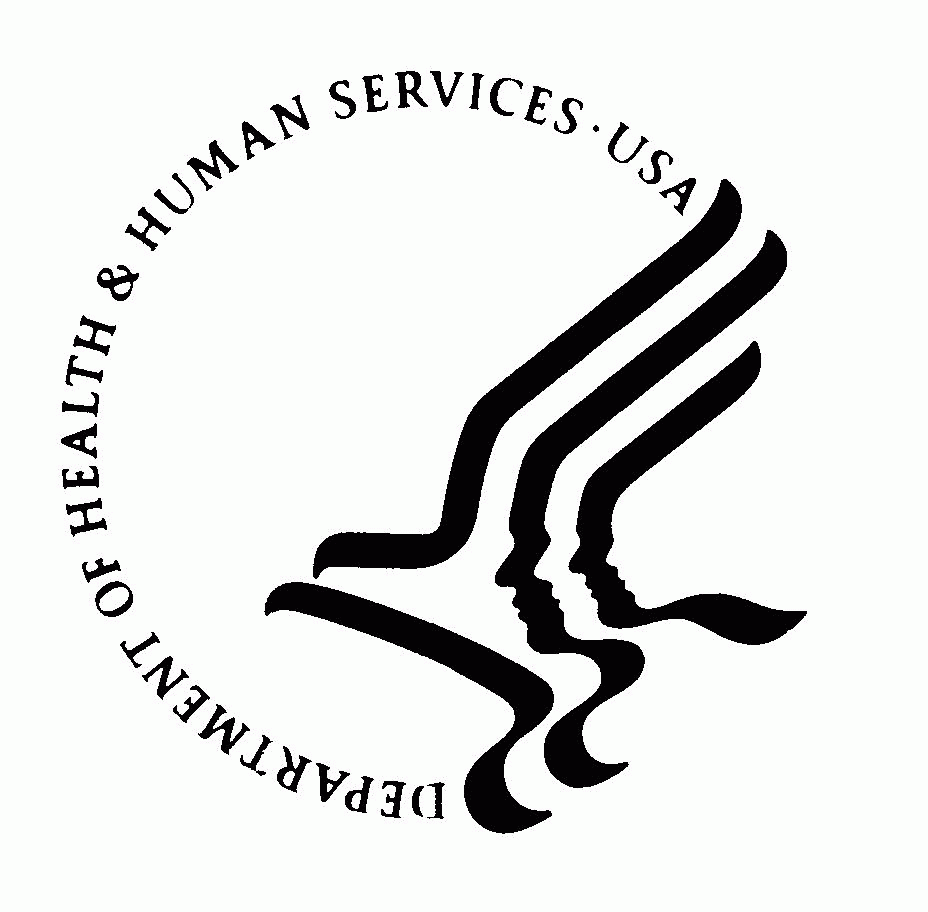 DEPARTMENT OF HEALTH & HUMAN SERVICES · USA